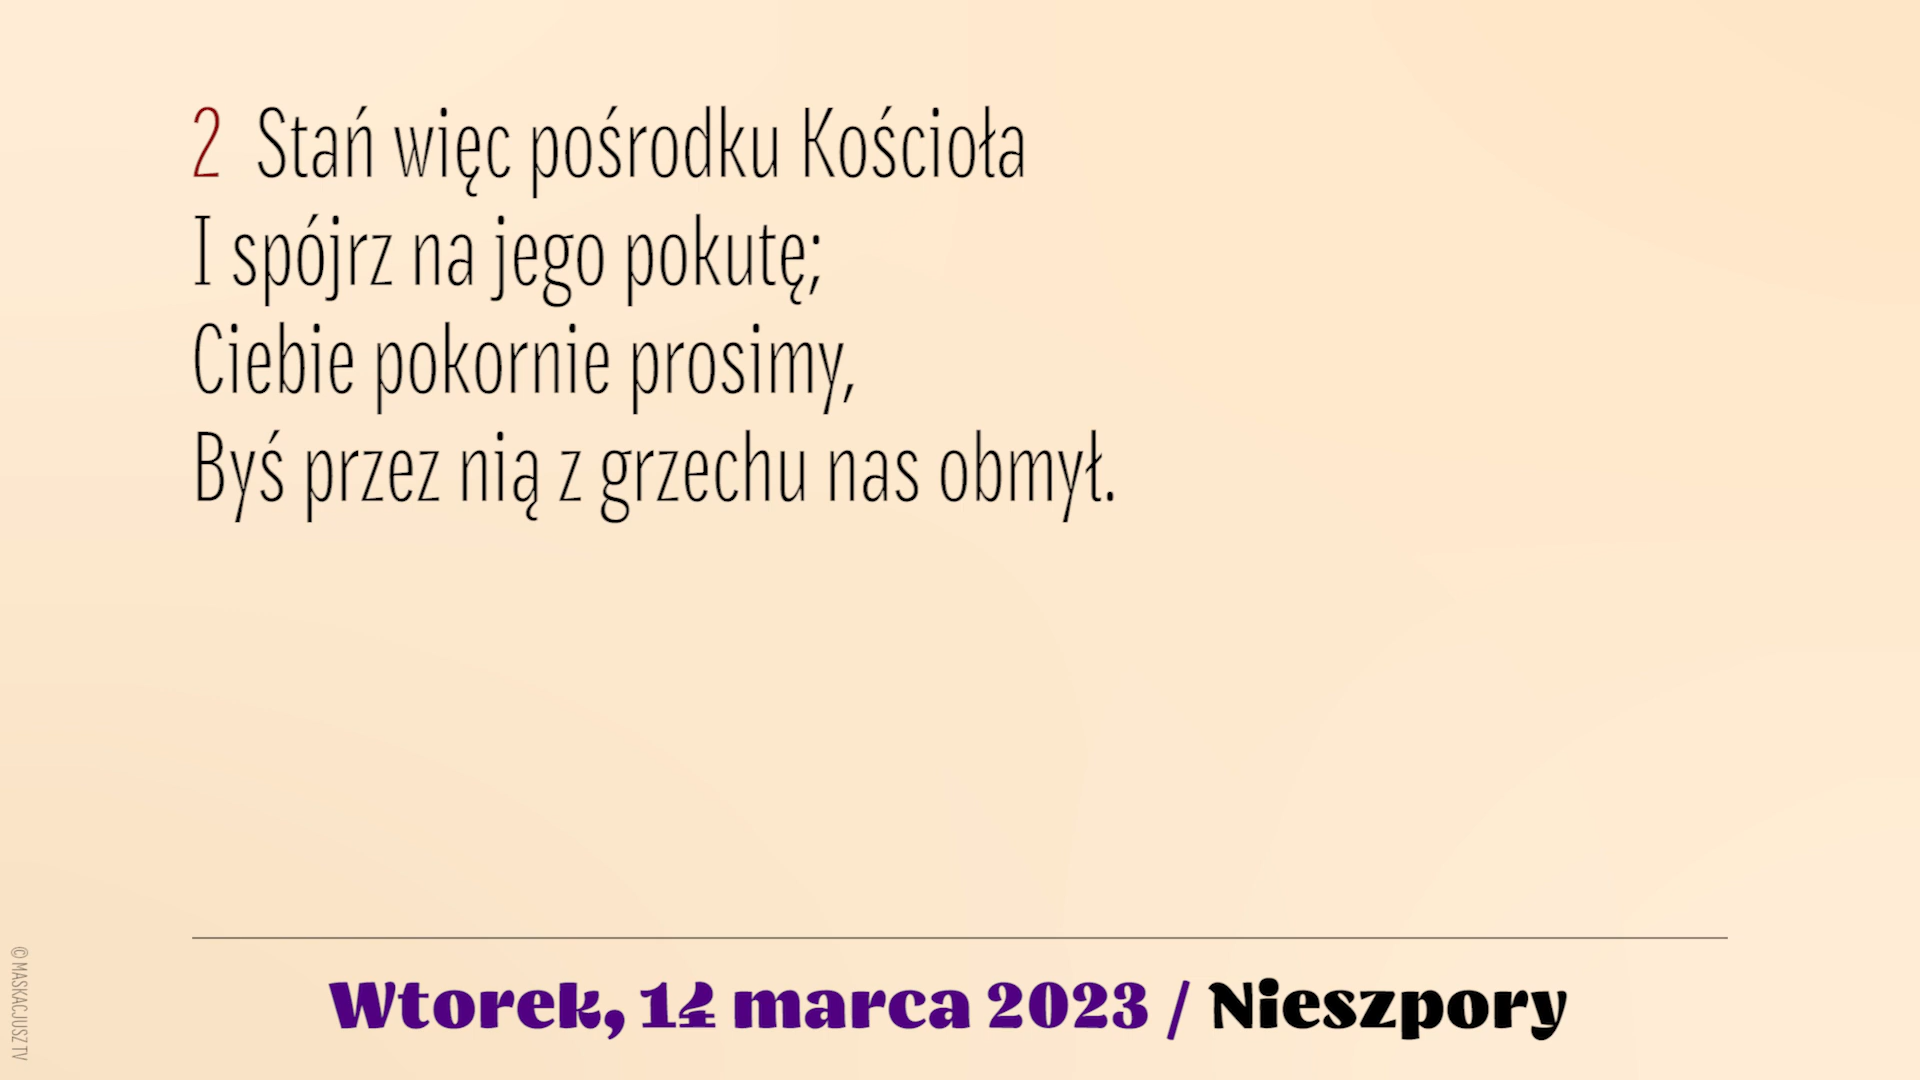 2 Stań więc pośrodku Kościoła
I spójrz na jego pokutę;
Ciebie pokornie prosimy,
Byś przez nią z grzechu nas obmył.
Wtorek, 14 marca 2023 / Nieszpory
© MASKACJUSZ TV